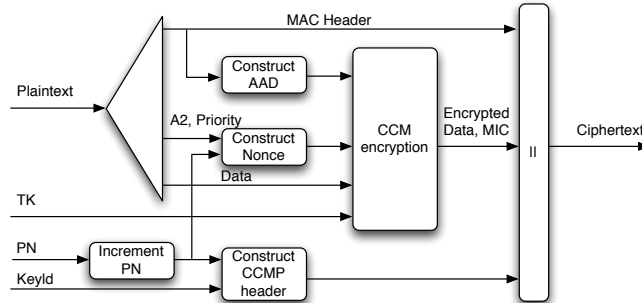 MAC Header
Construct
AAD
Plaintext
A2, Priority
Construct
Nonce
CCM
encryption
Encrypted
Data, MIC
||
Ciphertext
Data
TK
PN
Increment
PN
KeyId
Construct
CCMP
header